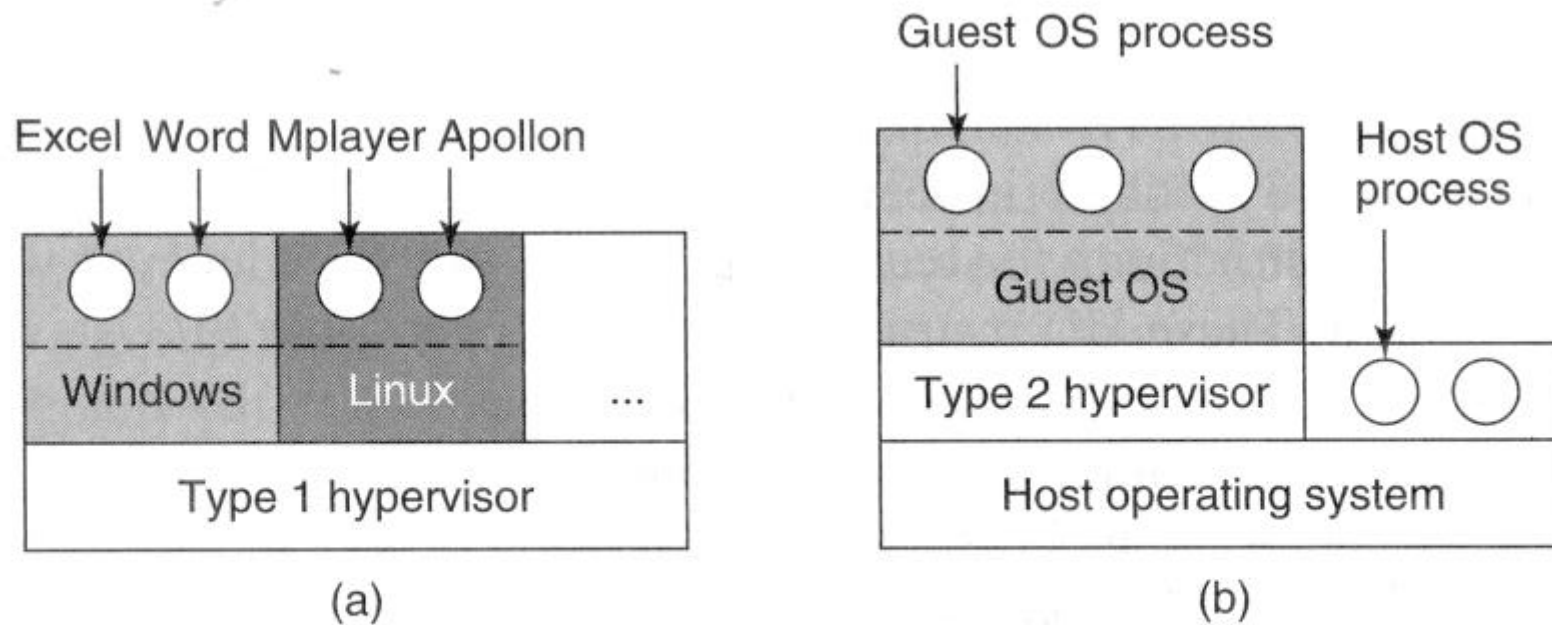 Excel Word Mplayer Apollon
Windows
Linux
...
Type 1 hypervisor
(a)
Guest OS process
Host OS
process
Guest OS
Type 2 hypervisor
Host operating system
(b)